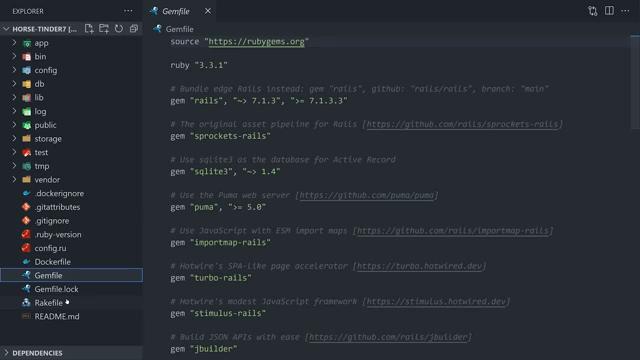 EXPLORER
Gemfile
HORSE-TINDER7 [...
Gemfile
app
bin
config
db
lib
log
public
storage
test
tmp
vendor
.dockerignore
.gitattributes
.gitignore
.ruby-version
config.ru
Dockerfile
Gemfile
Gemfile.lock
Rakefile
README.md
DEPENDENCIES
source "https://rubygems.org"
ruby "3.3.1"
# Bundle edge Rails instead: gem "rails", github: "rails/rails", branch: "main"
gem "rails", "~> 7.1.3", ">= 7.1.3.3"
# The original asset pipeline for Rails [https://github.com/rails/sprockets-rails]
gem "sprockets-rails"
# Use sqlite3 as the database for Active Record
gem "sqlite3", "~> 1.4"
# Use the Puma web server [https://github.com/puma/puma]
gem "puma", ">= 5.0"
# Use JavaScript with ESM import maps [https://github.com/rails/importmap-rails]
gem "importmap-rails"
# Hotwire's SPA-like page accelerator [https://turbo.hotwired.dev]
gem "turbo-rails"
# Hotwire's modest JavaScript framework [https://stimulus.hotwired.dev]
gem "stimulus-rails"
# Build JSON APIs with ease [https://github.com/rails/jbuilder]
gem "jbuilder"